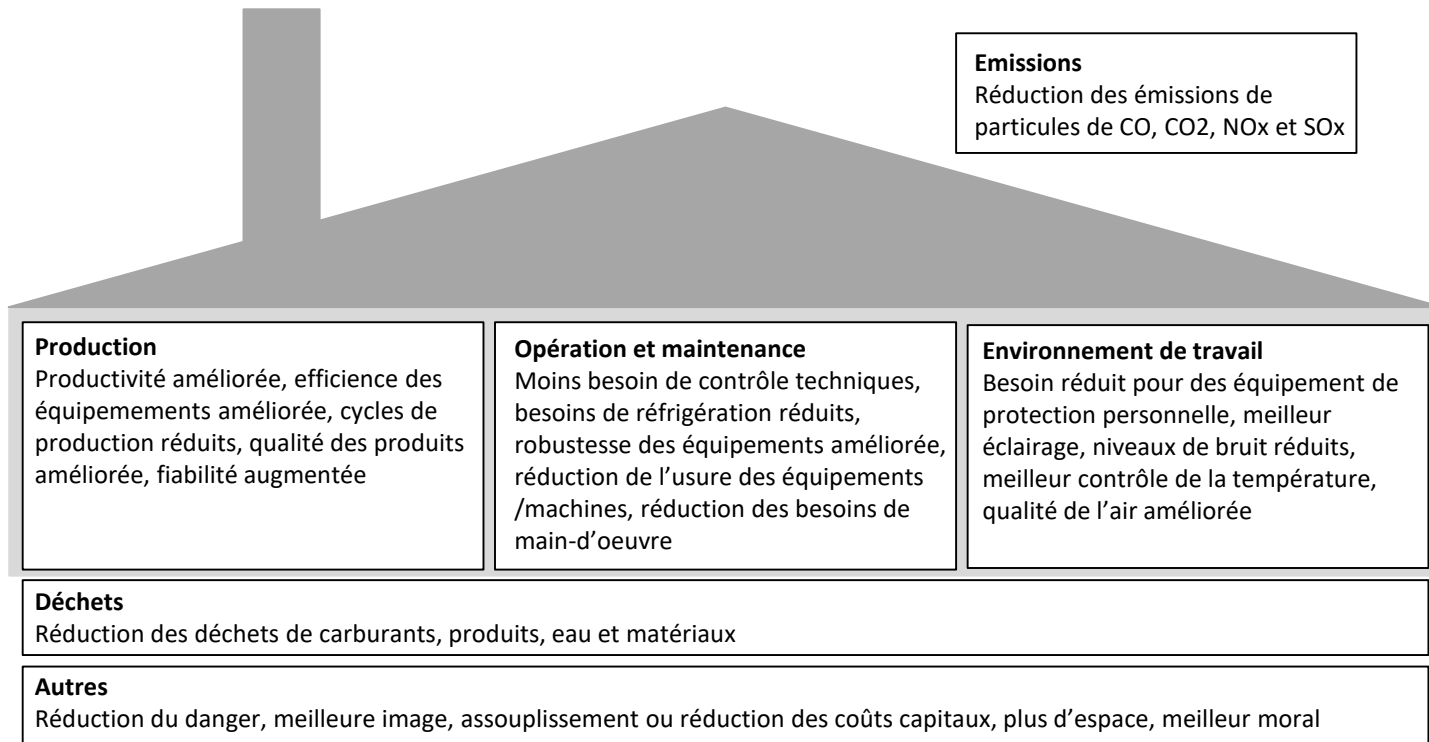 Emissions
Réduction des émissions de
particules de CO, CO2, NOx et SOx
Production
Productivité améliorée, efficience des
équipemements améliorée, cycles de
production réduits, qualité des produits
améliorée, fiabilité augmentée
Opération et maintenance
Moins besoin de contrôle techniques,
besoins de réfrigération réduits,
robustesse des équipements améliorée,
réduction de l’usure des équipements
/machines, réduction des besoins de
main-d’oeuvre
Environnement de travail
Besoin réduit pour des équipement de
protection personnelle, meilleur
éclairage, niveaux de bruit réduits,
meilleur contrôle de la température,
qualité de l’air améliorée
Déchets
Réduction des déchets de carburants, produits, eau et matériaux
Autres
Réduction du danger, meilleure image, assouplissement ou réduction des coûts capitaux, plus d’espace, meilleur moral